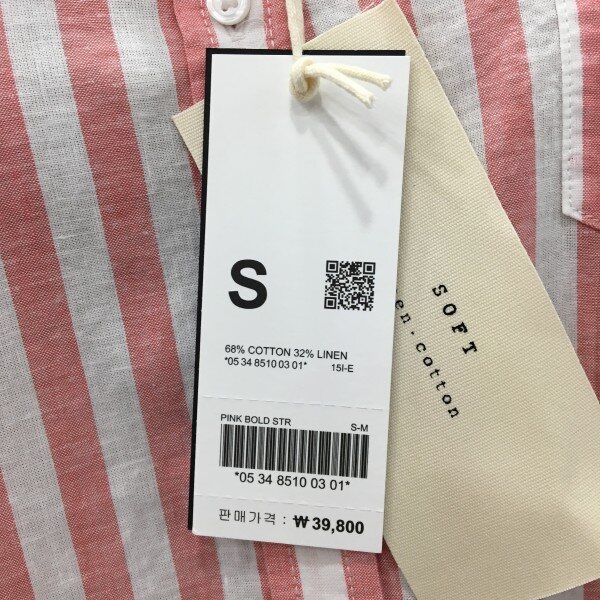 S
68% COTTON 32% LINEN
*05 34 8510 03 01* 15I-E
PINK BOLD STR S-M
*05 34 8510 03 01*
판매가격 : ₩ 39,800
SOFT
en·cotton